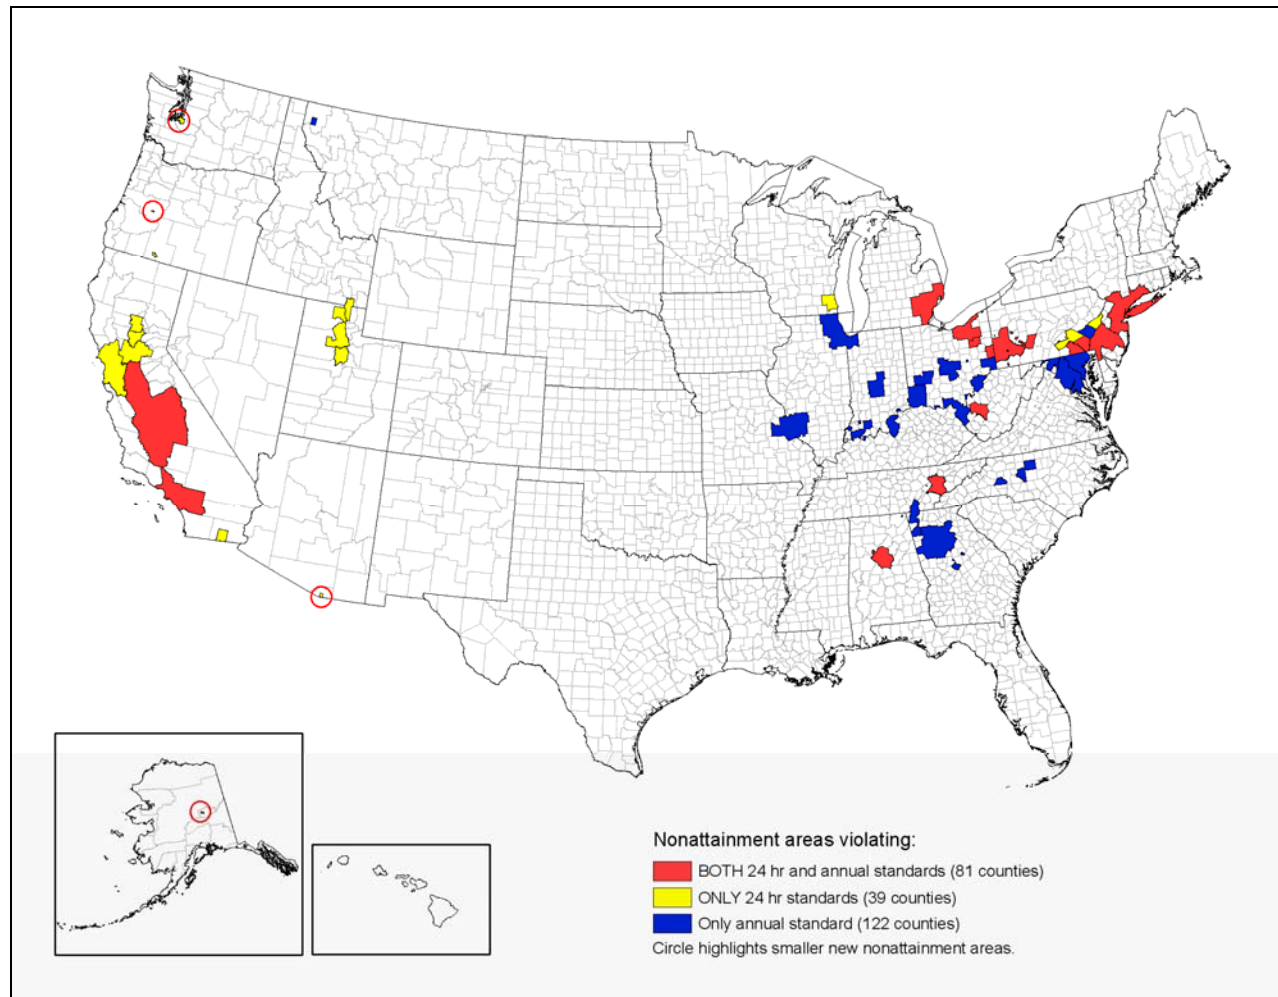 Nonattainment areas violating:
BOTH 24 hr and annual standards (81 counties)
ONLY 24 hr standards (39 counties)
Only annual standard (122 counties)
Circle highlights smaller new nonattainment areas.